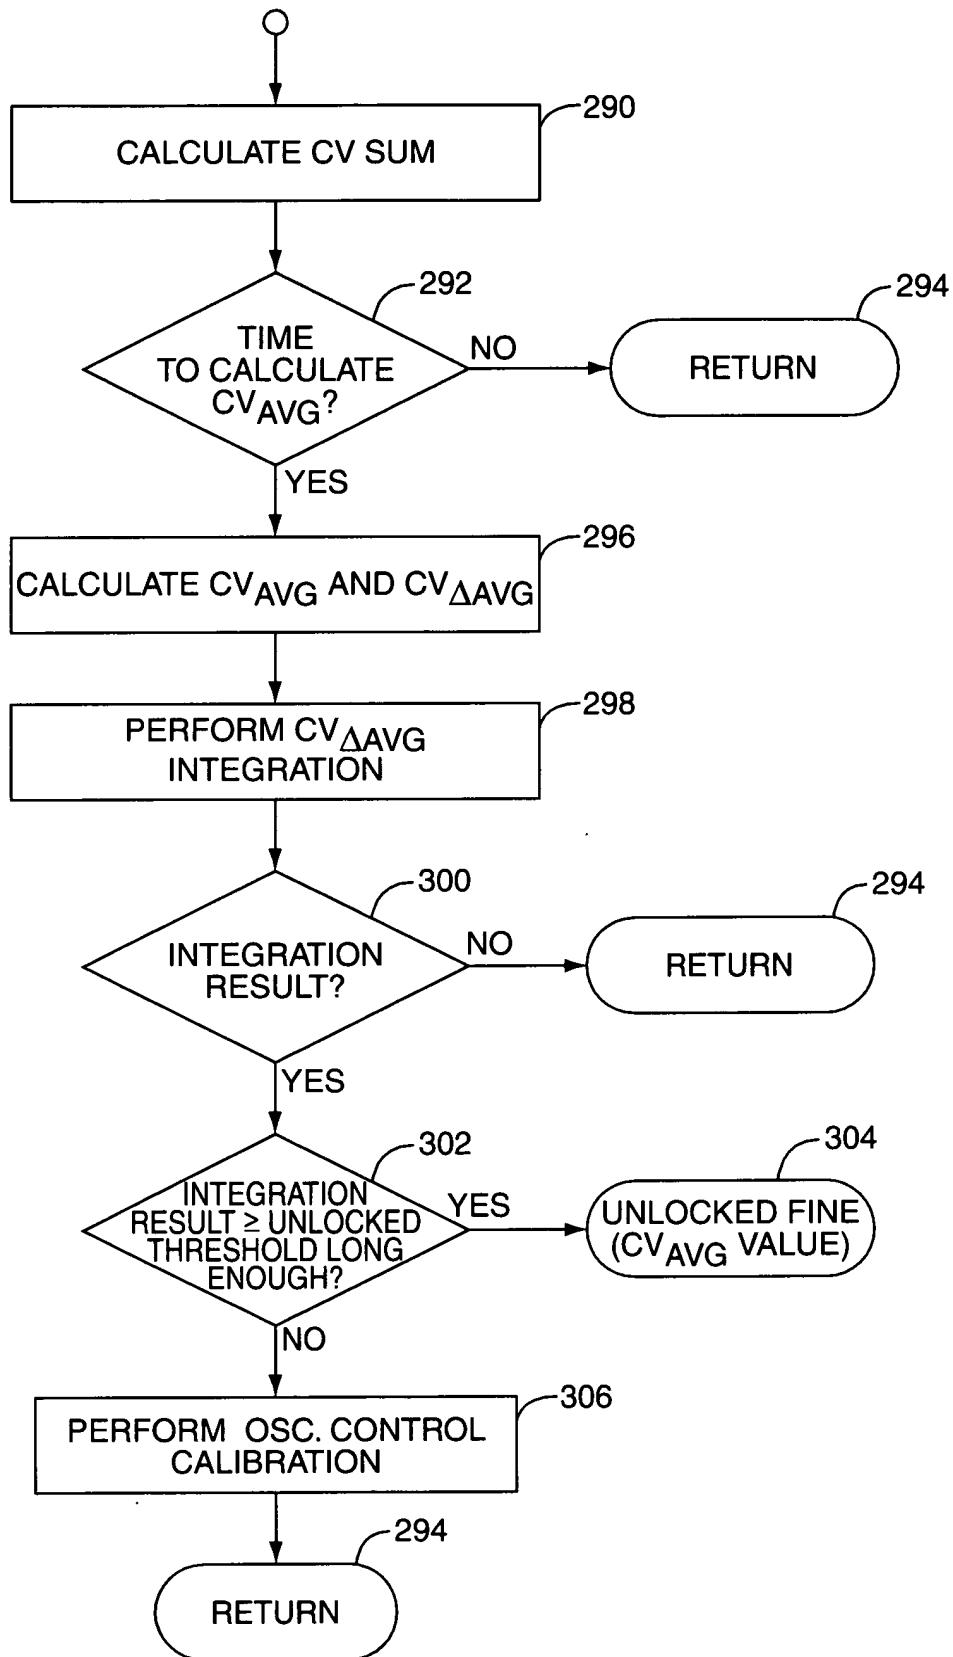 290
CALCULATE CV SUM
292
294
TIME
TO CALCULATE
CVAVG?
NO
RETURN
YES
296
CALCULATE CVAVG AND CVΔAVG
298
PERFORM CVΔAVG
INTEGRATION
300
294
INTEGRATION
RESULT?
NO
RETURN
YES
302
304
INTEGRATION
RESULT ≥ UNLOCKED
THRESHOLD LONG
ENOUGH?
YES
UNLOCKED FINE
(CVAVG VALUE)
NO
306
PERFORM OSC. CONTROL
CALIBRATION
294
RETURN